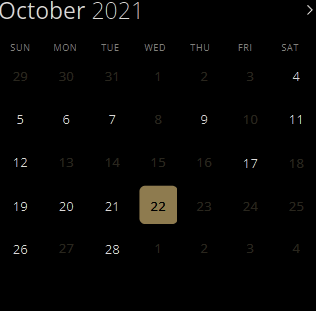 October 2021
SUN MON TUE WED THU FRI SAT
29 30 31 1 2 3 4
5 6 7 8 9 10 11
12 13 14 15 16 17 18
19 20 21 22 23 24 25
26 27 28 1 2 3 4